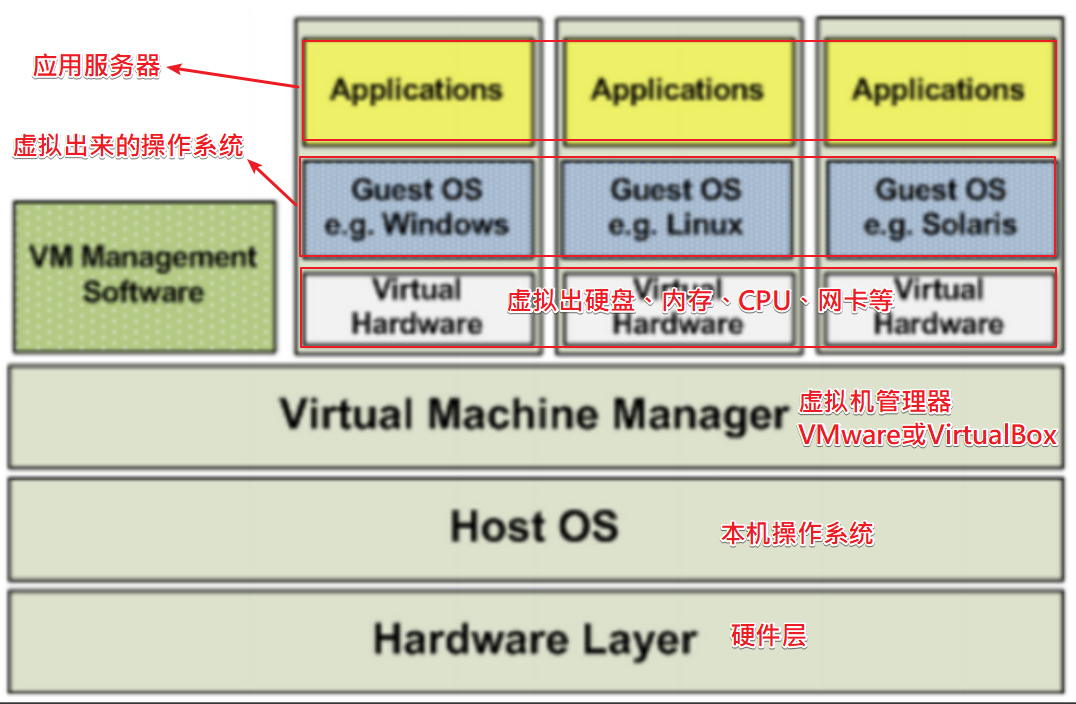 应用服务器
Applications
Applications
Applications
虚拟出来的操作系统
Guest OS
e.g. Windows
Guest OS
e.g. Linux
Guest OS
e.g. Solaris
VM Management
Software
Virtual
Hardware
Virtual
Hardware
Virtual
Hardware
虚拟出硬盘、内存、CPU、网卡等
Virtual Machine Manager
虚拟机管理器
VMware或VirtualBox
Host OS
本机操作系统
Hardware Layer
硬件层